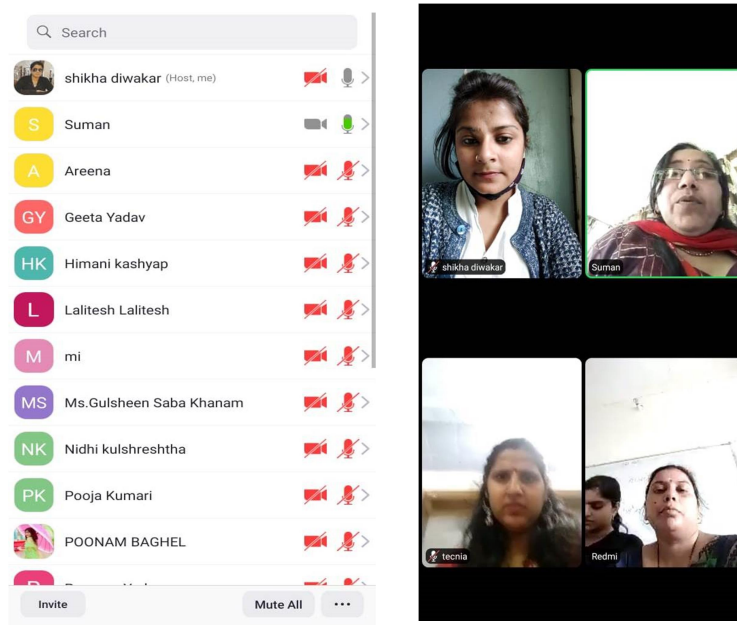 Search
shikha diwakar (Host, me)
S Suman
A Areena
GY Geeta Yadav
HK Himani kashyap
L Lalitesh Lalitesh
M mi
MS Ms.Gulsheen Saba Khanam
NK Nidhi kulshreshtha
PK Pooja Kumari
POONAM BAGHEL
Invite Mute All
shikha diwakar
Suman
tecnia
Redmi